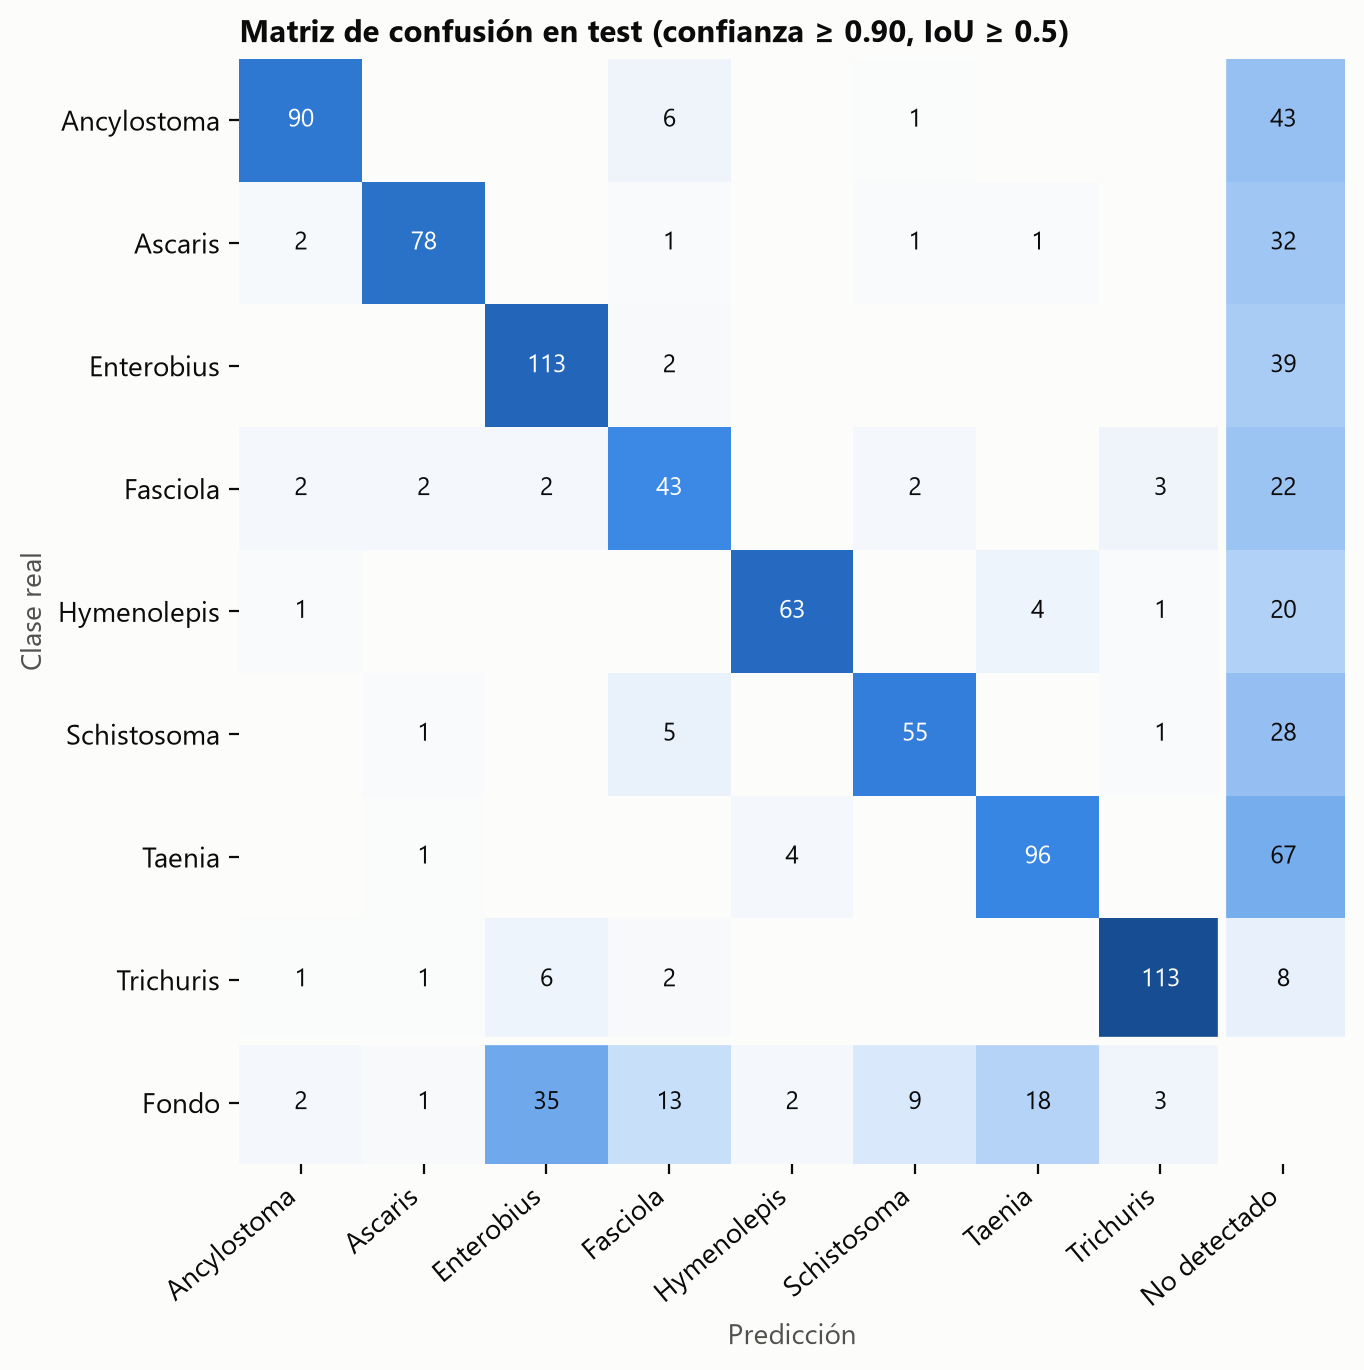 Matriz de confusión en test (confianza ≥ 0.90, IoU ≥ 0.5)
Clase real
Ancylostoma 90 6 1 43
Ascaris 2 78 1 1 1 32
Enterobius 113 2 39
Fasciola 2 2 2 43 2 3 22
Hymenolepis 1 63 4 1 20
Schistosoma 1 5 55 1 28
Taenia 1 4 96 67
Trichuris 1 1 6 2 113 8
Fondo 2 1 35 13 2 9 18 3
Ancylostoma Ascaris Enterobius Fasciola Hymenolepis Schistosoma Taenia Trichuris No detectado
Predicción